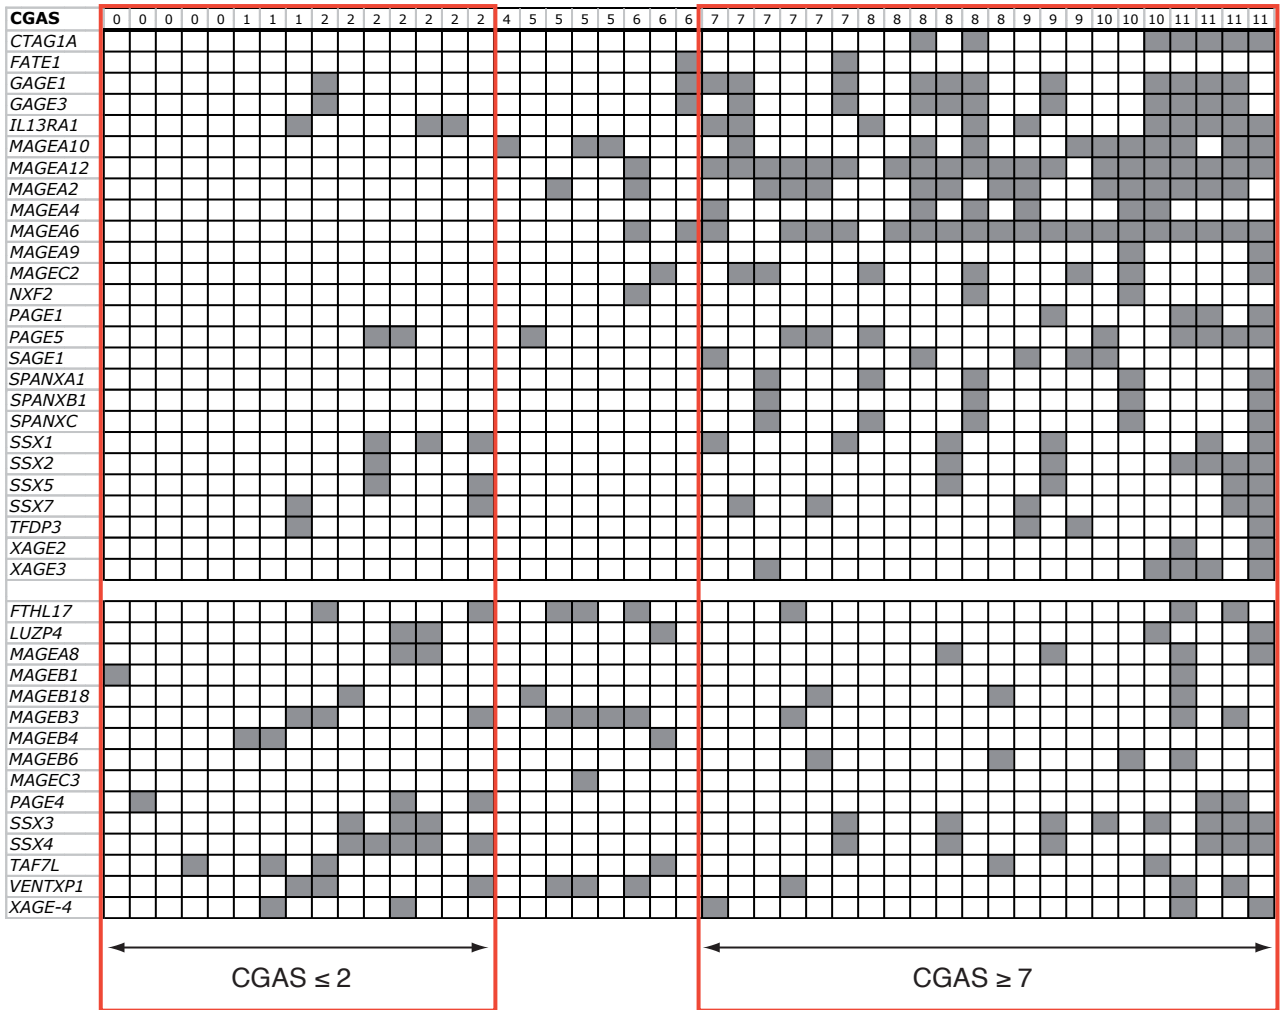 CGAS 0 0 0 0 0 1 1 1 2 2 2 2 2 2 2 4 5 5 5 5 6 6 6 7 7 7 7 7 7 8 8 8 8 8 8 9 9 9 10 10 10 11 11 11 11
CTAG1A
FATE1
GAGE1
GAGE3
IL13RA1
MAGEA10
MAGEA12
MAGEA2
MAGEA4
MAGEA6
MAGEA9
MAGEC2
NXF2
PAGE1
PAGE5
SAGE1
SPANXA1
SPANXB1
SPANXC
SSX1
SSX2
SSX5
SSX7
TFDP3
XAGE2
XAGE3
FTHL17
LUZP4
MAGEA8
MAGEB1
MAGEB18
MAGEB3
MAGEB4
MAGEB6
MAGEC3
PAGE4
SSX3
SSX4
TAF7L
VENTXP1
XAGE-4
CGAS ≤ 2 CGAS ≥ 7